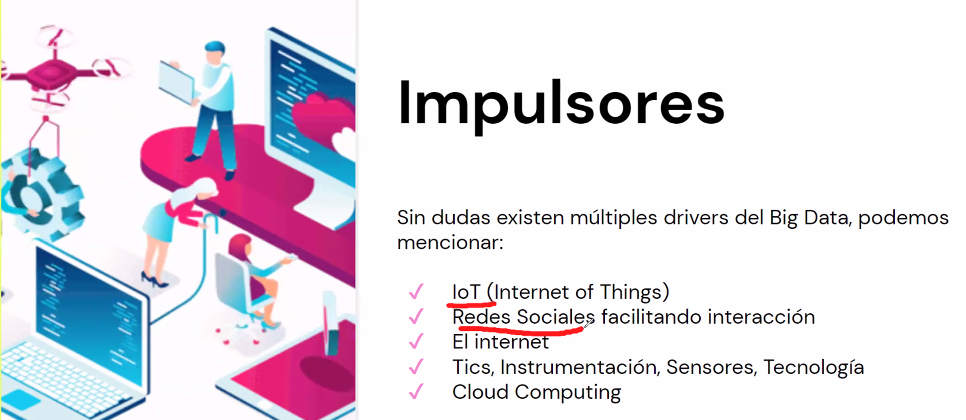 Impulsores
Sin dudas existen múltiples drivers del Big Data, podemos
mencionar:
✓ IoT (Internet of Things)
✓ Redes Sociales facilitando interacción
✓ El internet
✓ Tics, Instrumentación, Sensores, Tecnología
✓ Cloud Computing